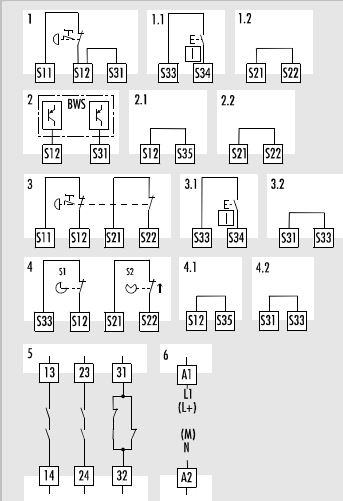 1 1.1 1.2
E
S11 S12 S31 S33 S34 S21 S22
2 BWS 2.1 2.2
S12 S31 S12 S35 S21 S22
3 3.1 3.2
E
S11 S12 S21 S22 S33 S34 S31 S33
4 S1 S2 4.1 4.2
S33 S12 S21 S22 S12 S35 S31 S33
5 6
13 23 31 A1
L1
(L+)
(M)
N
14 24 32 A2